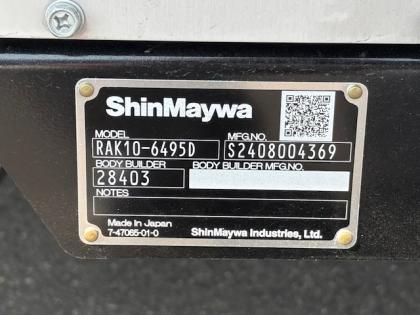 ShinMaywa
MODEL MFG.NO.
RAK10-6495D S2408004369
BODY BUILDER BODY BUILDER MFG.NO.
28403
NOTES
Made in Japan
7-47065-01-0 ShinMaywa Industries, Ltd.